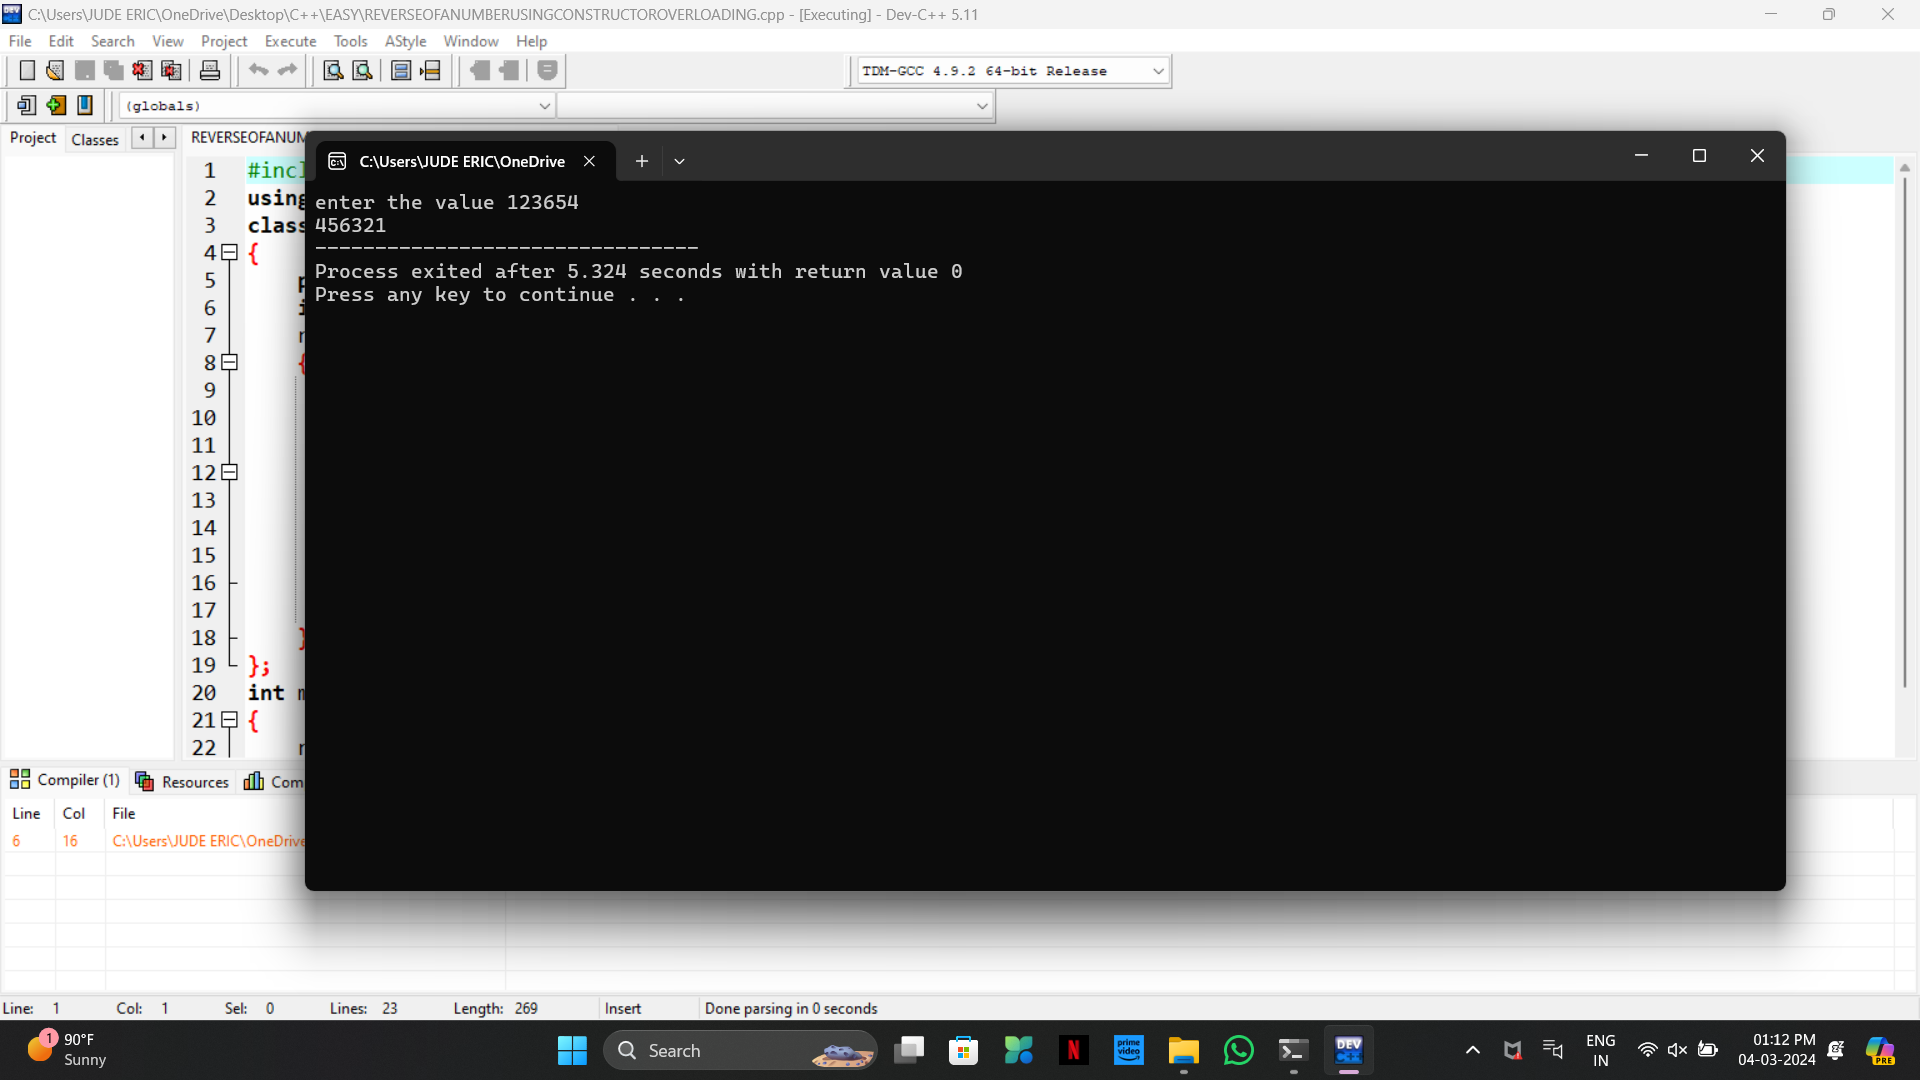 C:\Users\JUDE ERIC\OneDrive\Desktop\C++\EASY\REVERSEOFANUMBERUSINGCONSTRUCTOROVERLOADING.cpp - [Executing] - Dev-C++ 5.11
File Edit Search View Project Execute Tools AStyle Window Help
TDM-GCC 4.9.2 64-bit Release
(globals)
Project Classes REVERSEOFANUM
C:\Users\JUDE ERIC\OneDrive
enter the value 123654
456321
--------------------------------
Process exited after 5.324 seconds with return value 0
Press any key to continue . . .
1 #incl
2 using
3 class
4 {
5
6
7
8 {
9
10
11
12
13
14
15
16
17
18 }
19 };
20 int m
21 {
22
Compiler (1) Resources Com
Line Col File
6 16 C:\Users\JUDE ERIC\OneDrive
Line: 1 Col: 1 Sel: 0 Lines: 23 Length: 269 Insert Done parsing in 0 seconds
1 90°F
Sunny
Search
prime video
N
DEV C++
ENG
IN
01:12 PM
04-03-2024
PRE